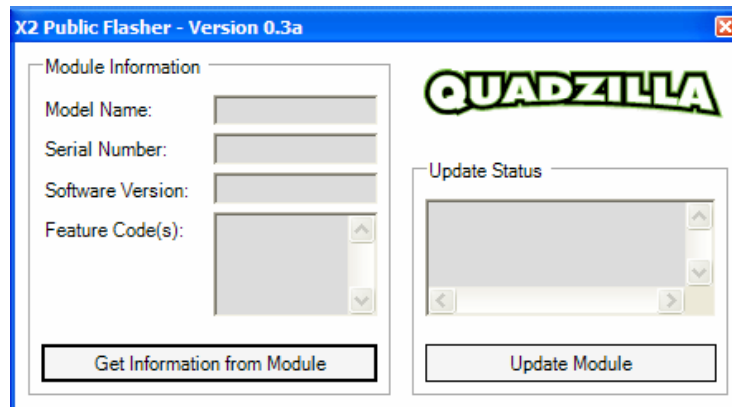 X2 Public Flasher - Version 0.3a
Module Information
Model Name:
Serial Number:
Software Version:
Feature Code(s):
Get Information from Module
QUADZILLA
Update Status
Update Module